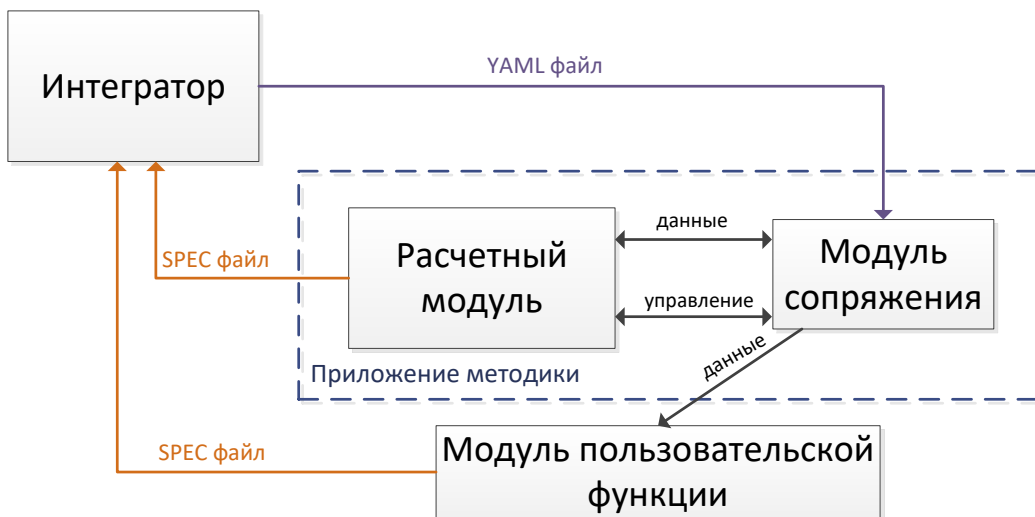 Интегратор
YAML файл
SPEC файл
Расчетный
модуль
данные
управление
Модуль
сопряжения
данные
Приложение методики
SPEC файл
Модуль пользовательской
функции